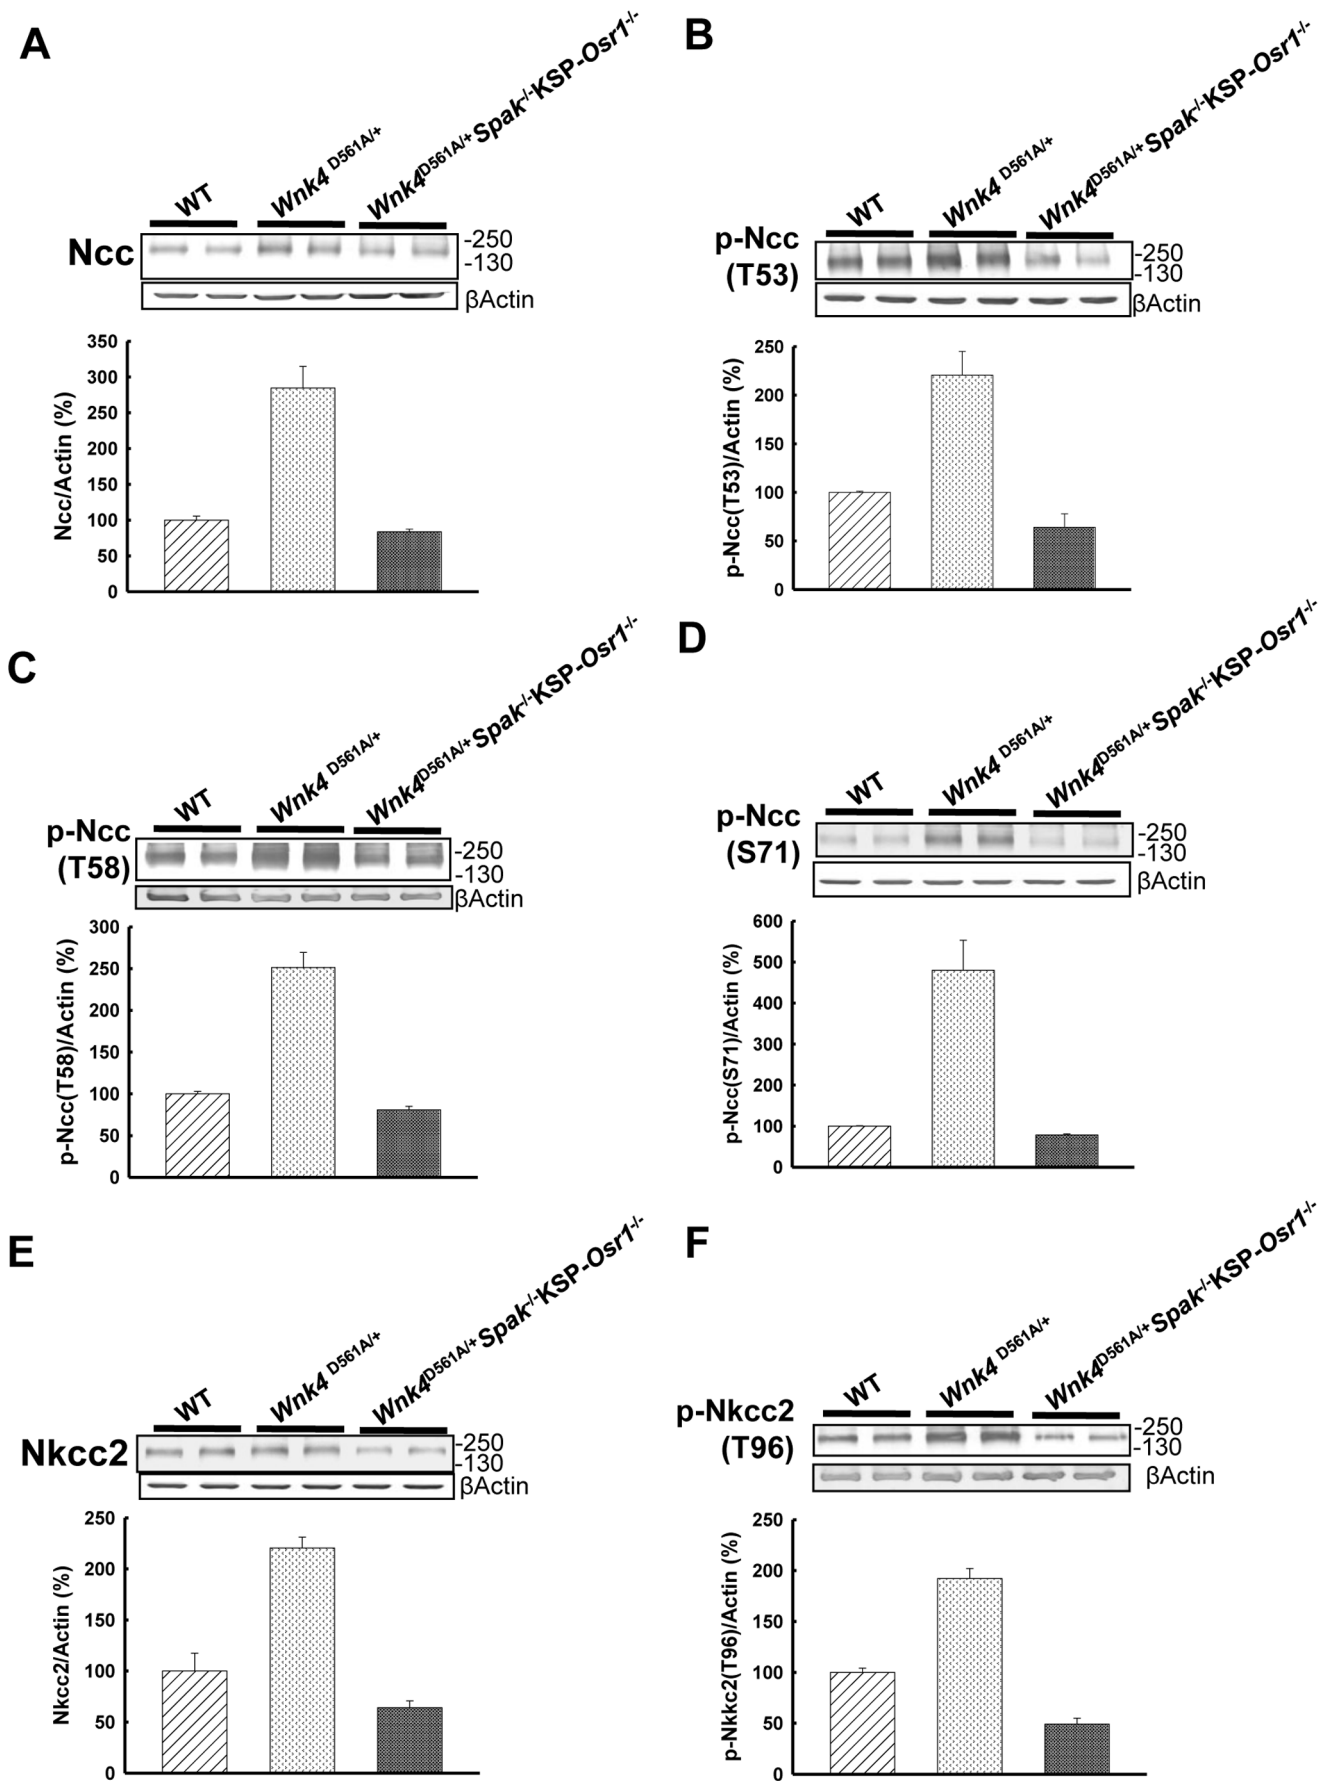 A
WT
Wnk4 D561A/+
Wnk4D561A/+Spak-/-KSP-Osr1-/-
Ncc
-250
-130
βActin
Ncc/Actin (%)
350
300
250
200
150
100
50
0
B
WT
Wnk4 D561A/+
Wnk4D561A/+Spak-/-KSP-Osr1-/-
p-Ncc
(T53)
-250
-130
βActin
p-Ncc(T53)/Actin (%)
250
200
150
100
50
0
C
WT
Wnk4 D561A/+
Wnk4D561A/+Spak-/-KSP-Osr1-/-
p-Ncc
(T58)
-250
-130
βActin
p-Ncc(T58)/Actin (%)
300
250
200
150
100
50
0
D
WT
Wnk4 D561A/+
Wnk4D561A/+Spak-/-KSP-Osr1-/-
p-Ncc
(S71)
-250
-130
βActin
p-Ncc(S71)/Actin (%)
600
500
400
300
200
100
0
E
WT
Wnk4 D561A/+
Wnk4D561A/+Spak-/-KSP-Osr1-/-
Nkcc2
-250
-130
βActin
Nkcc2/Actin (%)
250
200
150
100
50
0
F
WT
Wnk4 D561A/+
Wnk4D561A/+Spak-/-KSP-Osr1-/-
p-Nkcc2
(T96)
-250
-130
βActin
p-Nkkc2(T96)/Actin (%)
250
200
150
100
50
0